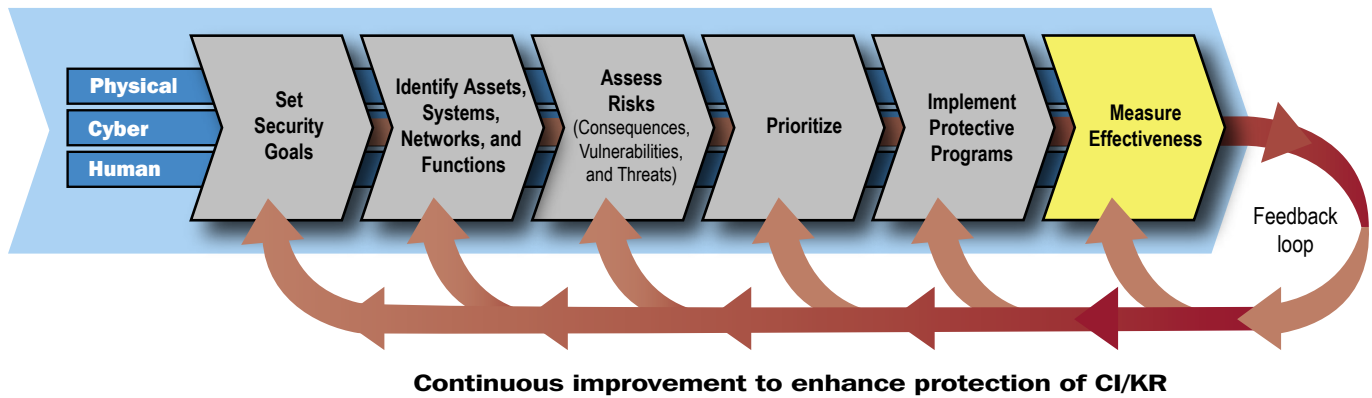 Physical
Cyber
Human
Set
Security
Goals
Identify Assets,
Systems,
Networks, and
Functions
Assess
Risks
(Consequences,
Vulnerabilities,
and Threats)
Prioritize
Implement
Protective
Programs
Measure
Effectiveness
Feedback
loop
Continuous improvement to enhance protection of CI/KR